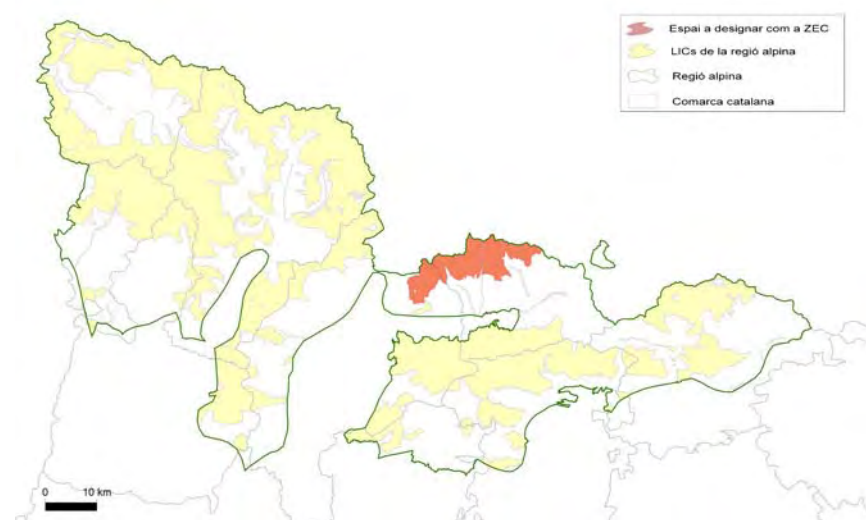 Espai a designar com a ZEC
LICs de la regió alpina
Regió alpina
Comarca catalana
0 10 km